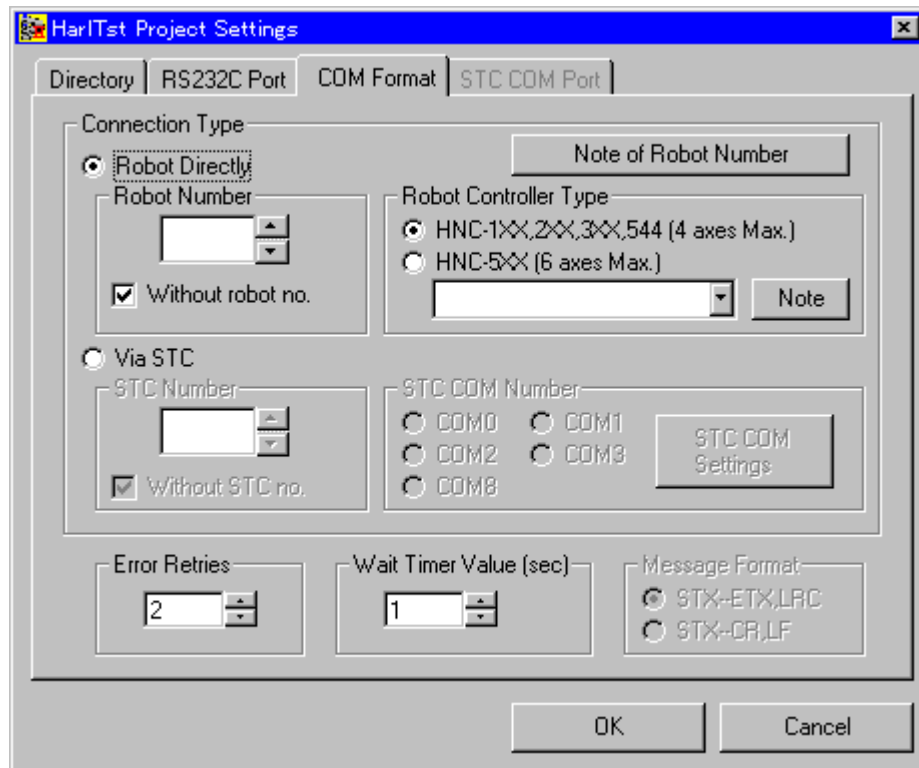 HarlTst Project Settings
Directory RS232C Port COM Format STC COM Port
Connection Type
Robot Directly
Note of Robot Number
Robot Number
Without robot no.
Robot Controller Type
HNC-1XX,2XX,3XX,544 (4 axes Max.)
HNC-5XX (6 axes Max.)
Note
Via STC
STC Number
Without STC no.
STC COM Number
COM0 COM1
COM2 COM3
COM8
STC COM
Settings
Error Retries
2
Wait Timer Value (sec)
1
Message Format
STX--ETX,LRC
STX--CR,LF
OK Cancel